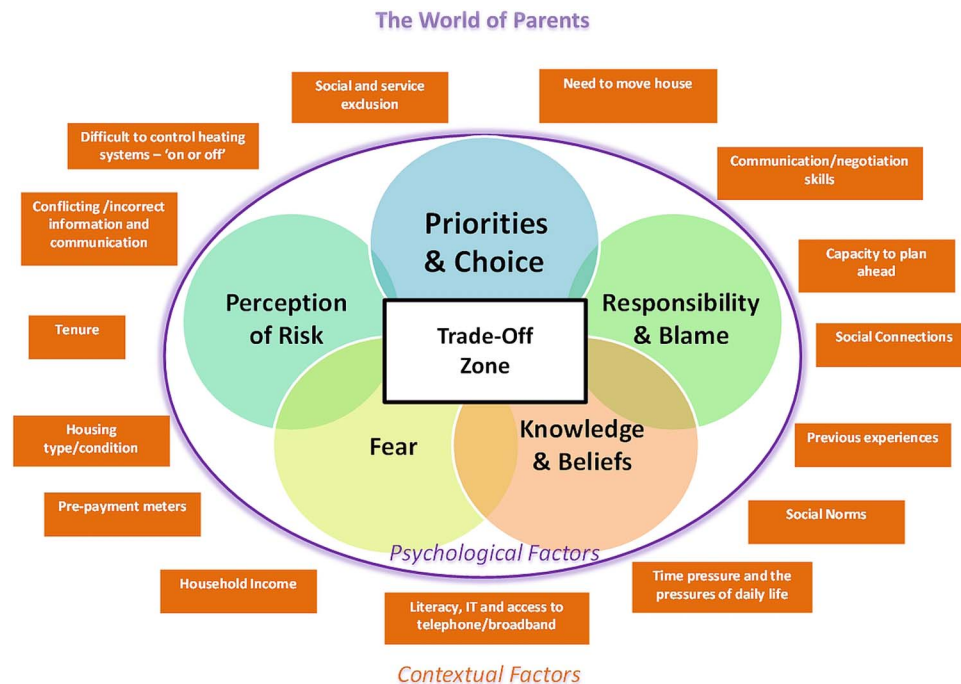 The World of Parents
Social and service
exclusion
Need to move house
Difficult to control heating
systems – 'on or off'
Communication/negotiation
skills
Conflicting /incorrect
information and
communication
Capacity to plan
ahead
Tenure
Social Connections
Housing
type/condition
Previous experiences
Pre-payment meters
Social Norms
Household Income
Time pressure and the
pressures of daily life
Literacy, IT and access to
telephone/broadband
Priorities
& Choice
Perception
of Risk
Responsibility
& Blame
Trade-Off
Zone
Fear
Knowledge
& Beliefs
Psychological Factors
Contextual Factors